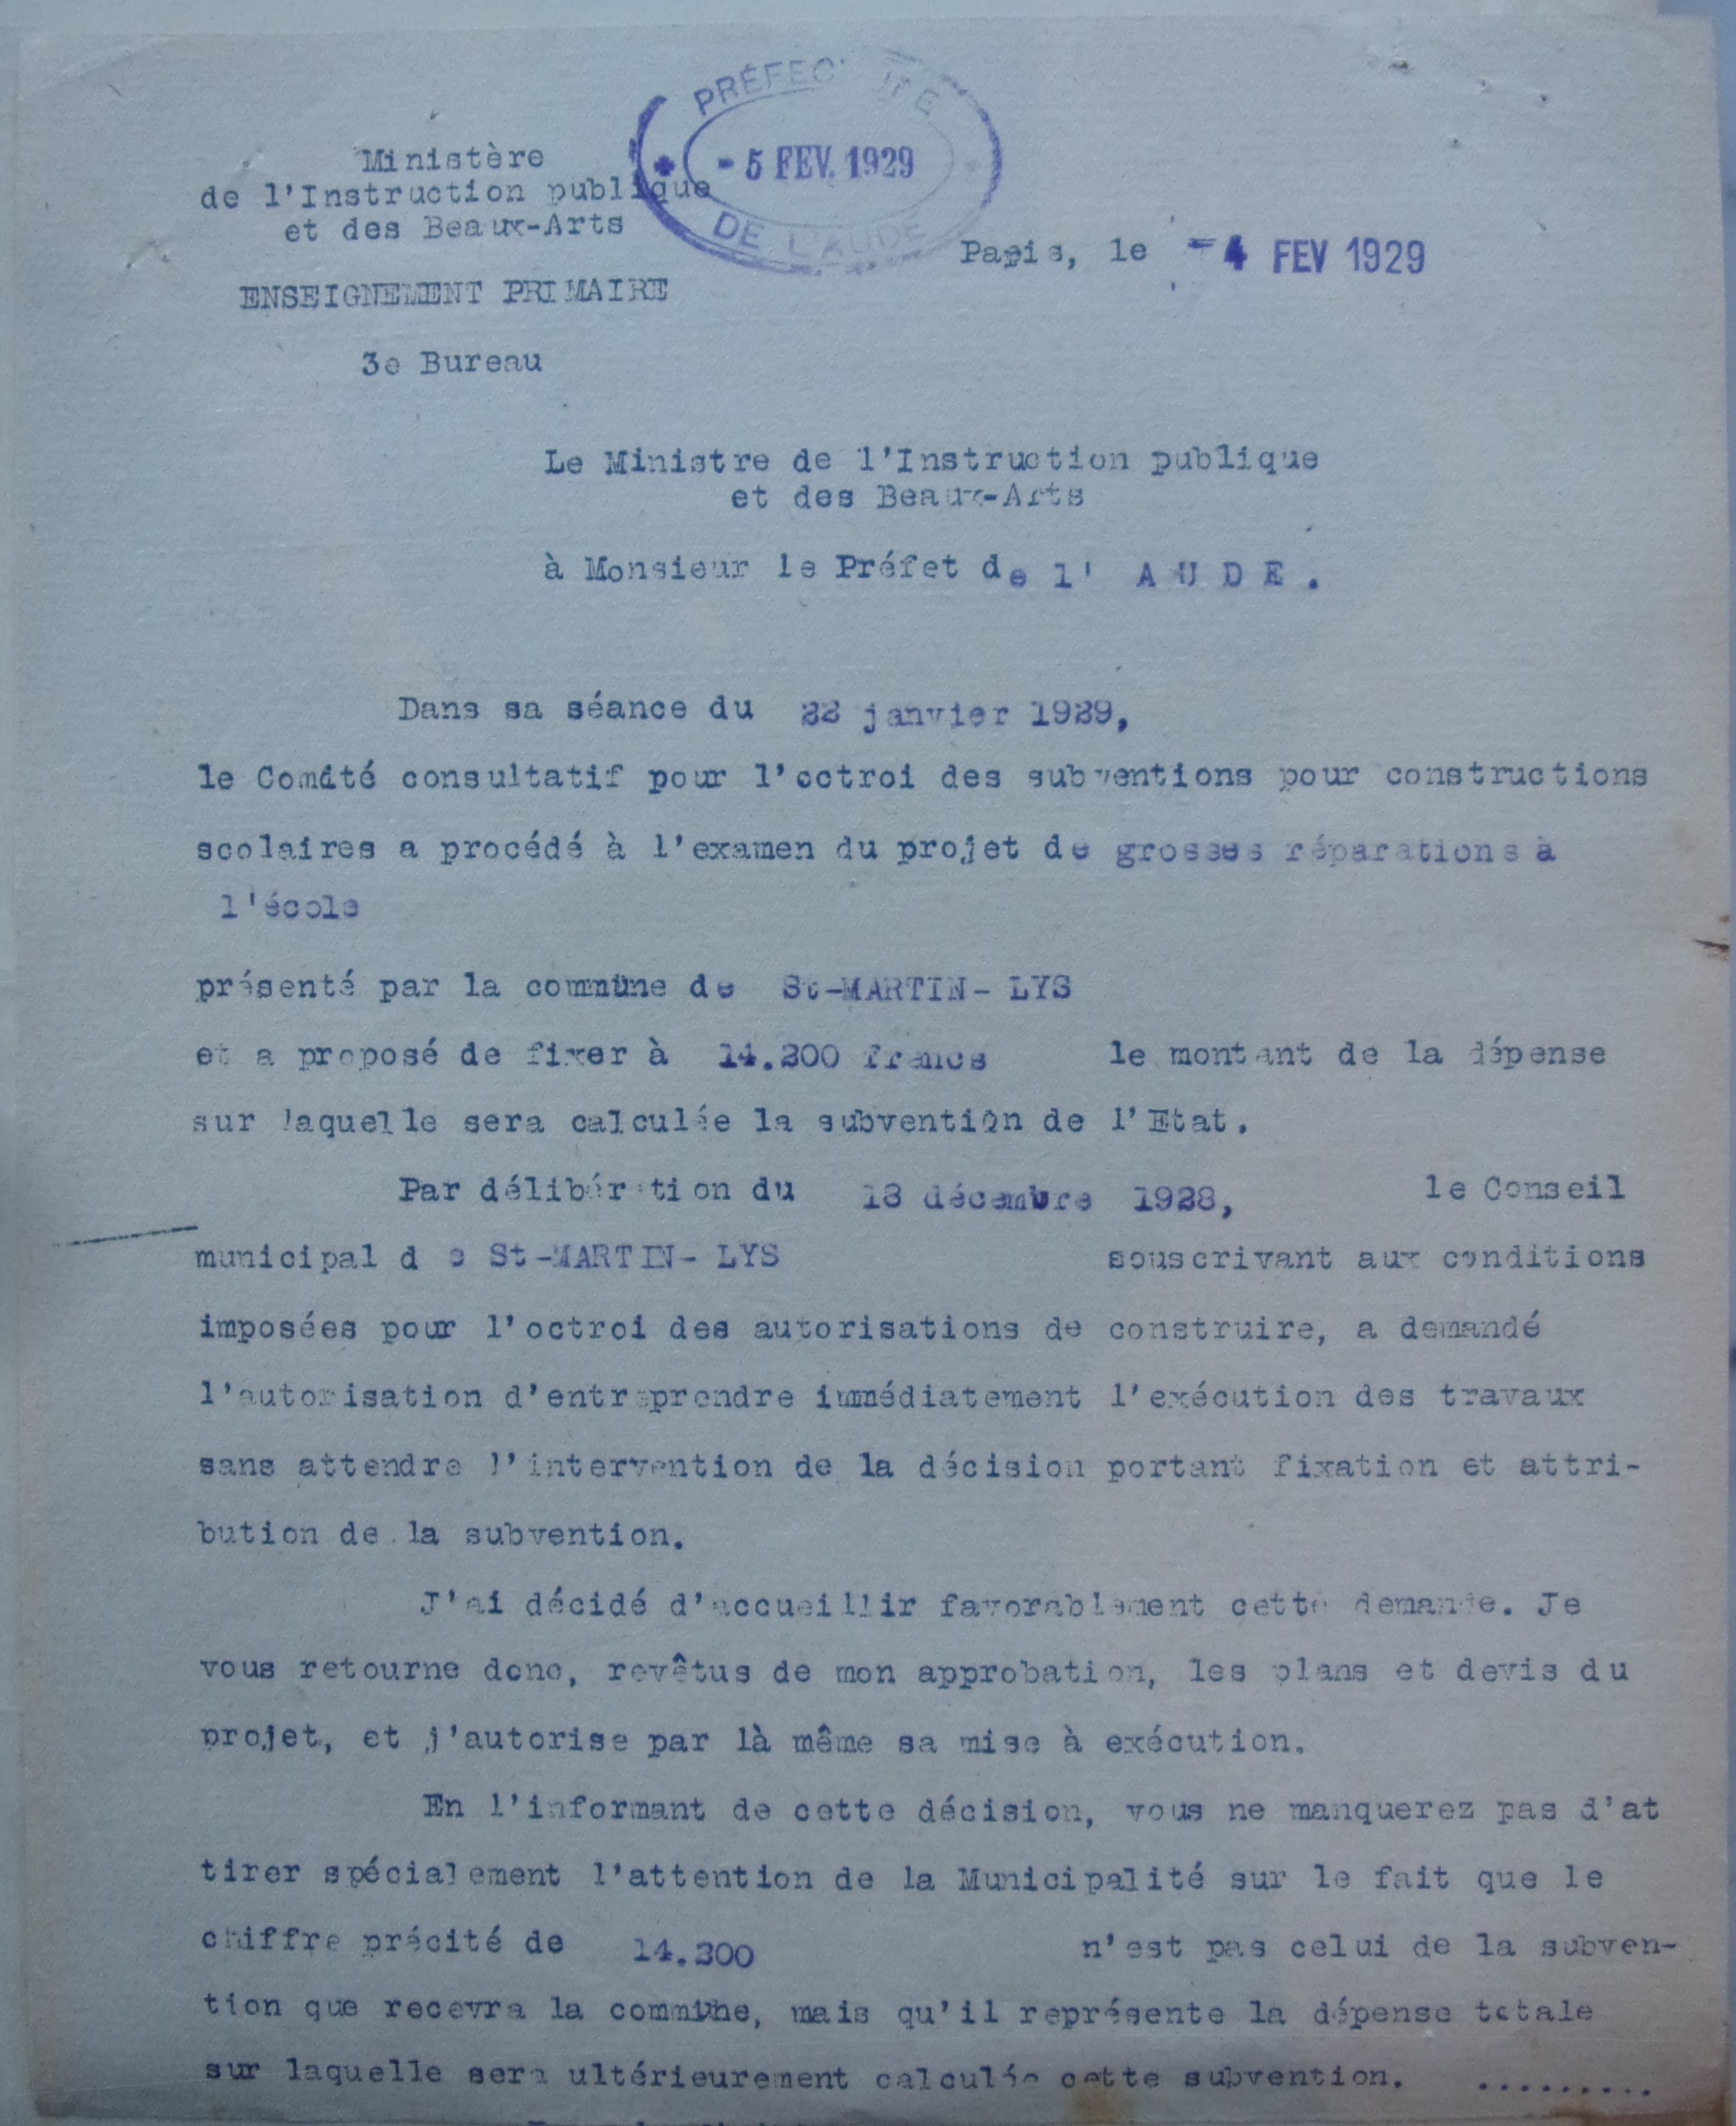 PRÉFEC
- 5 FEV. 1929
DE L'AUDE
Ministère
de l'Instruction publique
et des Beaux-Arts
Papis, le - 4 FEV 1929
ENSEIGNEMENT PRIMAIRE
3e Bureau
Le Ministre de l'Instruction publique
et des Beaux-Arts
à Monsieur le Préfet de l' AUDE.
Dans sa séance du 22 janvier 1929,
le Comité consultatif pour l'octroi des subventions pour constructions
scolaires a procédé à l'examen du projet de grosses réparations à
l'école
présenté par la commune de St-MARTIN-LYS
et a proposé de fixer à 14.200 francs le montant de la dépense
sur laquelle sera calculée la subvention de l'Etat.
Par délibération du 18 décembre 1928, le Conseil
municipal de St-MARTIN-LYS souscrivant aux conditions
imposées pour l'octroi des autorisations de construire, a demandé
l'autorisation d'entreprendre immédiatement l'exécution des travaux
sans attendre l'intervention de la décision portant fixation et attri-
bution de la subvention.
J'ai décidé d'accueillir favorablement cette demande. Je
vous retourne donc, revêtus de mon approbation, les plans et devis du
projet, et j'autorise par là même sa mise à exécution.
En l'informant de cette décision, vous ne manquerez pas d'at
tirer spécialement l'attention de la Municipalité sur le fait que le
chiffre précité de 14.200 n'est pas celui de la subven-
tion que recevra la commune, mais qu'il représente la dépense totale
sur laquelle sera ultérieurement calculée cette subvention. .........